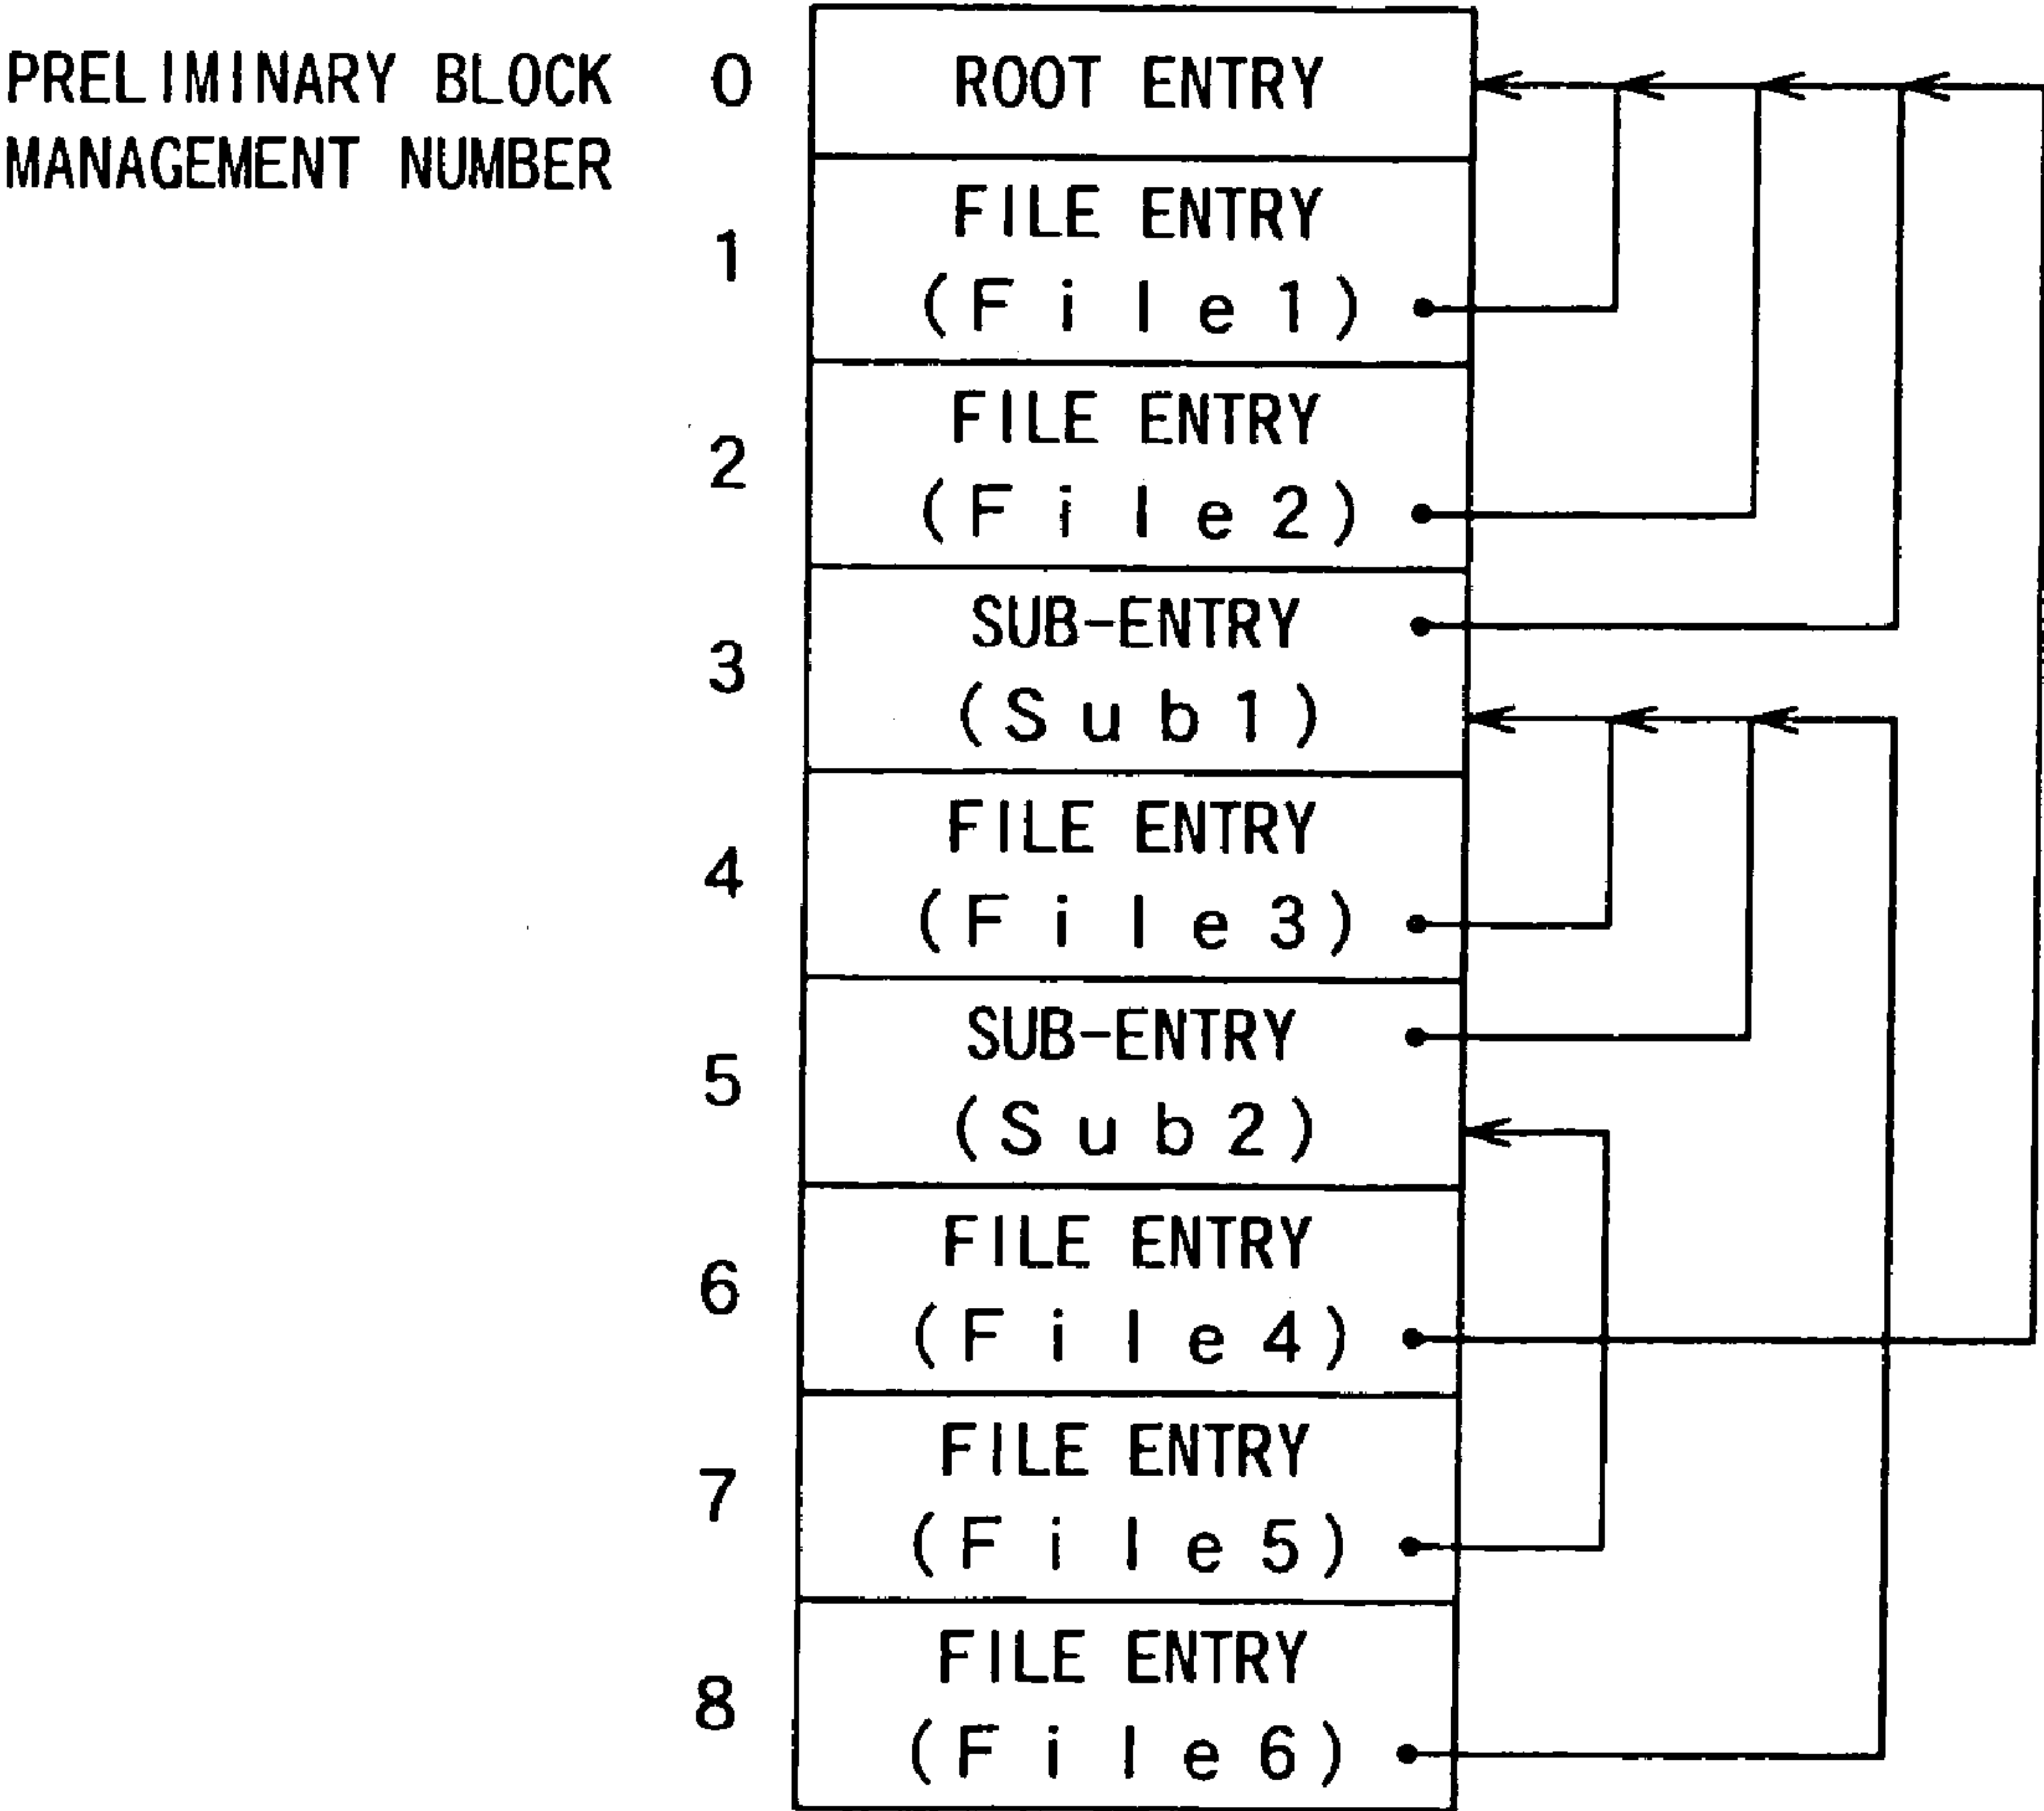 PRELIMINARY BLOCK
MANAGEMENT NUMBER
0 ROOT ENTRY
1 FILE ENTRY
(File1)
2 FILE ENTRY
(File2)
3 SUB-ENTRY
(Sub1)
4 FILE ENTRY
(File3)
5 SUB-ENTRY
(Sub2)
6 FILE ENTRY
(File4)
7 FILE ENTRY
(File5)
8 FILE ENTRY
(File6)